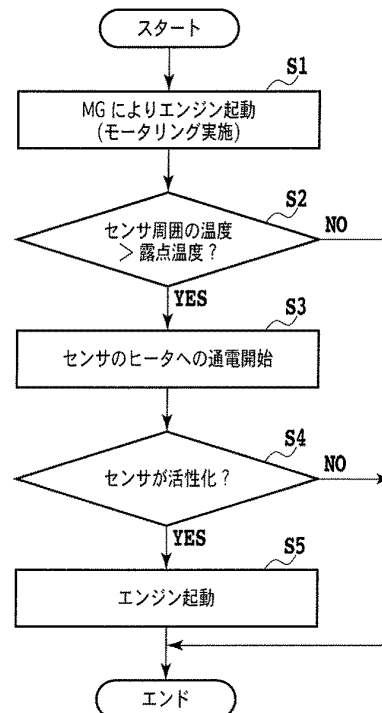 スタート
S1
MGによりエンジン起動
(モータリング実施)
S2
センサ周囲の温度
＞露点温度？
NO
YES
S3
センサのヒータへの通電開始
S4
センサが活性化？
NO
YES
S5
エンジン起動
エンド